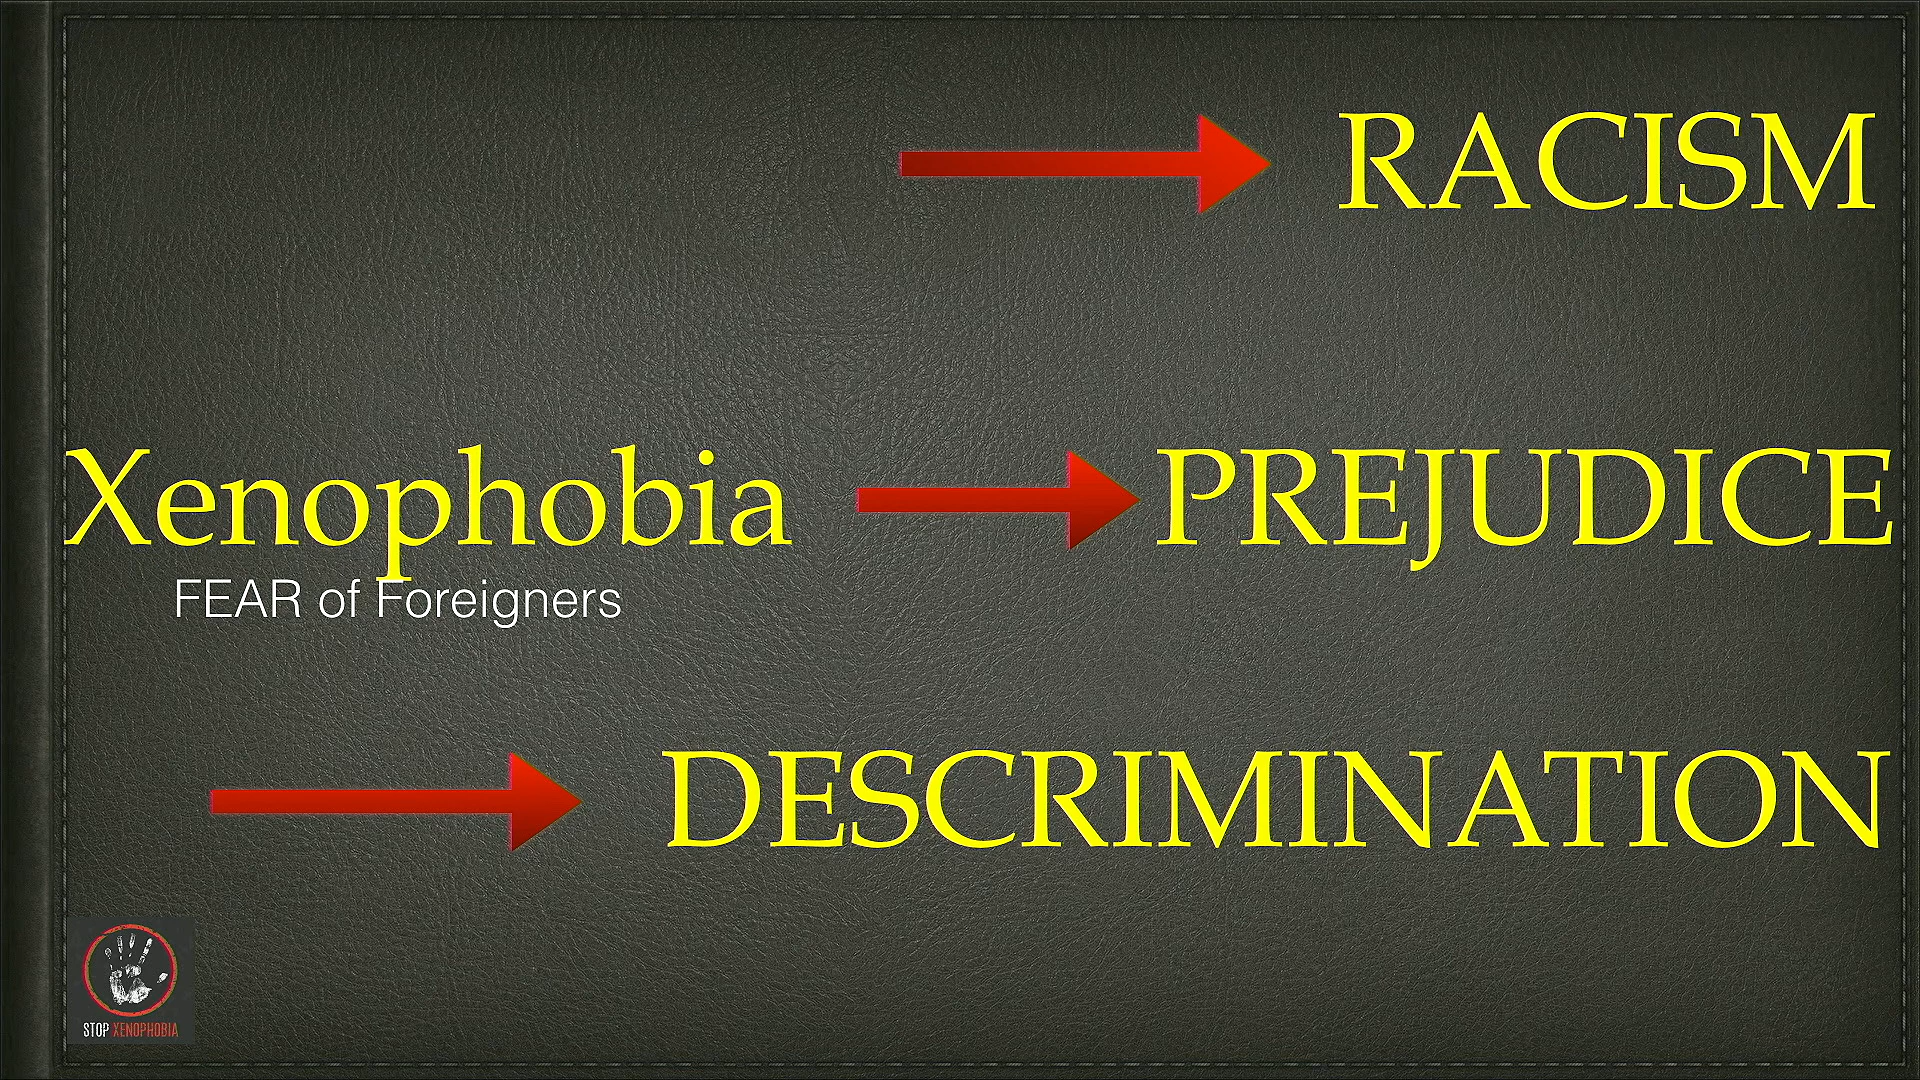 RACISM
Xenophobia PREJUDICE
FEAR of Foreigners
DESCRIMINATION
STOP XENOPHOBIA